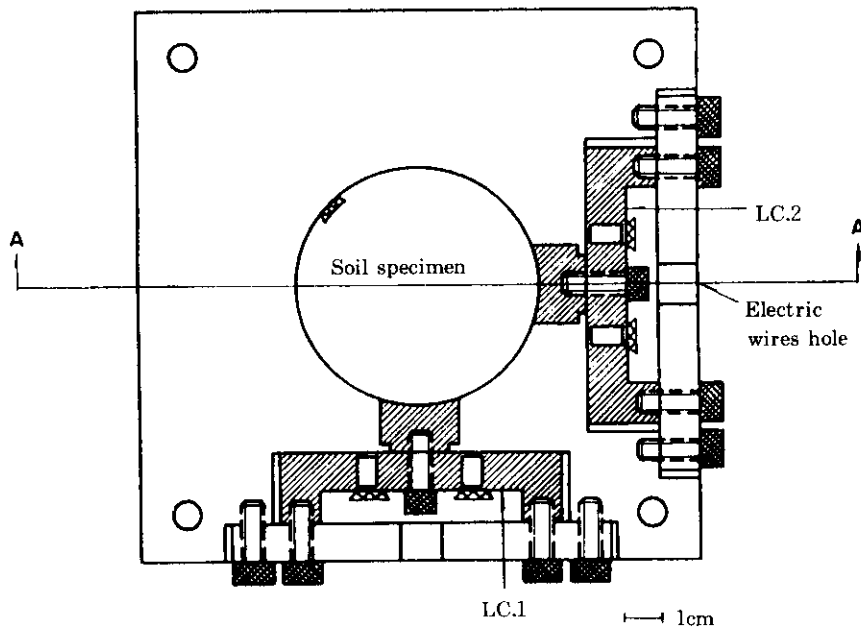 A
A
LC.2
Soil specimen
Electric
wires hole
LC.1
1cm